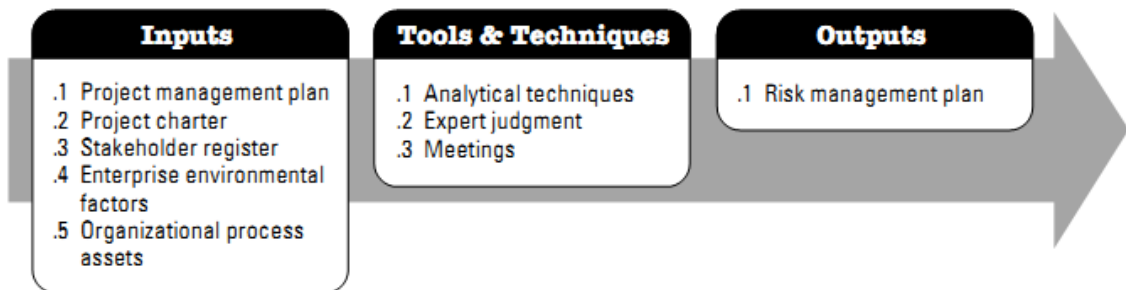 Inputs
.1 Project management plan
.2 Project charter
.3 Stakeholder register
.4 Enterprise environmental
factors
.5 Organizational process
assets
Tools & Techniques
.1 Analytical techniques
.2 Expert judgment
.3 Meetings
Outputs
.1 Risk management plan